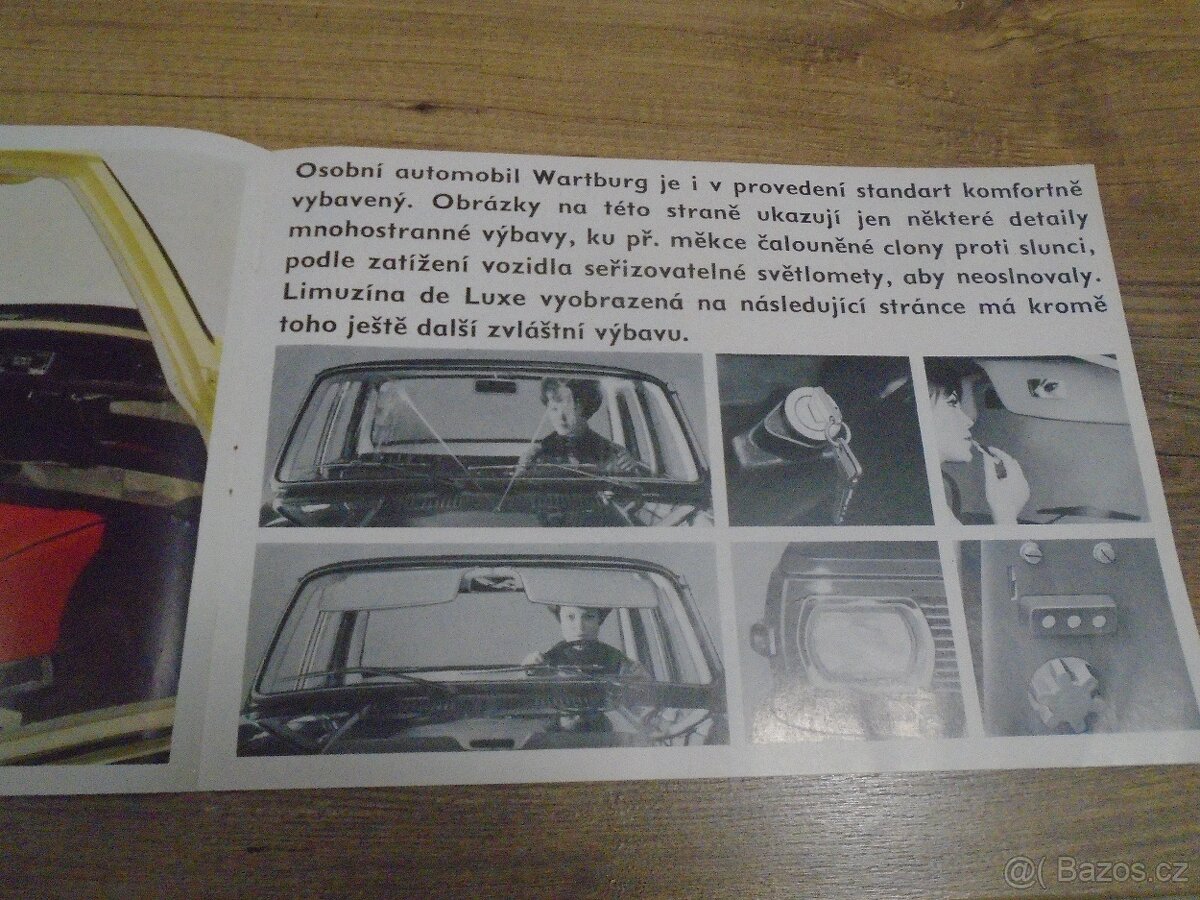 Osobní automobil Wartburg je i v provedení standart komfortně
vybavený. Obrázky na této straně ukazují jen některé detaily
mnohostranné výbavy, ku př. měkce čalouněné clony proti slunci,
podle zatížení vozidla seřizovatelné světlomety, aby neoslnovaly.
Limuzína de Luxe vyobrazená na následující stránce má kromě
toho ještě další zvláštní výbavu.
@( Bazos.cz